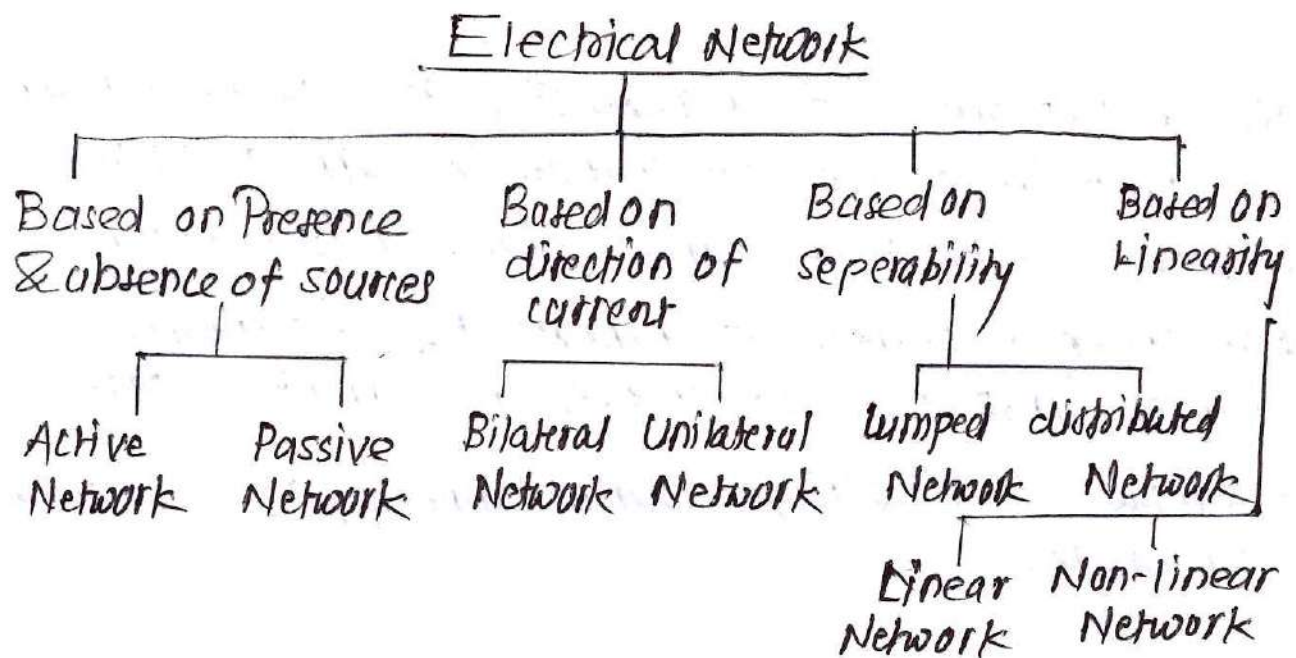 Electrical Network
Based on Presence
& absence of sources
Based on
direction of
current
Based on
seperability
Based on
Linearity
Active
Network
Passive
Network
Bilateral
Network
Unilateral
Network
Lumped
Network
distributed
Network
Linear
Network
Non-linear
Network